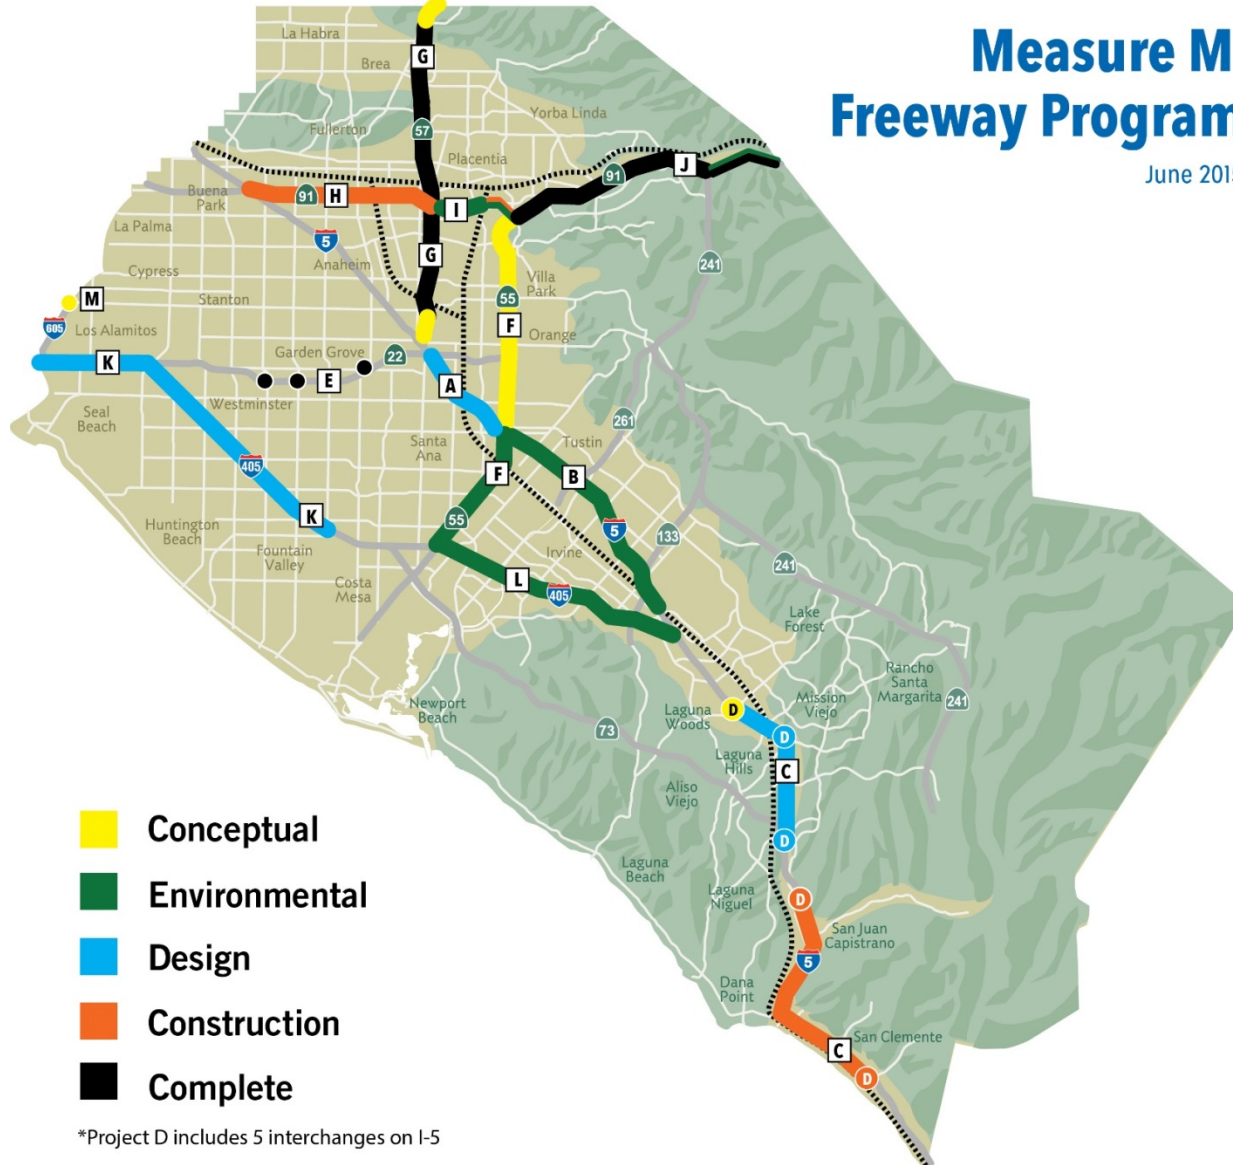 Measure M
Freeway Program
June 2015
La Habra
G
Brea
57
Yorba Linda
Fullerton
Placentia
91
J
Buena
Park
91
H
I
La Palma
5
G
Anaheim
241
Cypress
Villa
Park
Stanton
55
M
605
Los Alamitos
F
Orange
Garden Grove
22
K
E
A
Westminster
Seal
Beach
261
Santa
Ana
Tustin
405
F
B
K
55
5
Huntington
Beach
133
Fountain
Valley
Irvine
241
Costa
Mesa
L
405
Lake
Forest
Rancho
Santa
Margarita
241
Newport
Beach
Mission
Viejo
Laguna
Woods
D
73
D
Laguna
Hills
C
Aliso
Viejo
D
Laguna
Beach
Laguna
Niguel
D
San Juan
Capistrano
5
Dana
Point
San Clemente
C
D
Conceptual
Environmental
Design
Construction
Complete
*Project D includes 5 interchanges on I-5